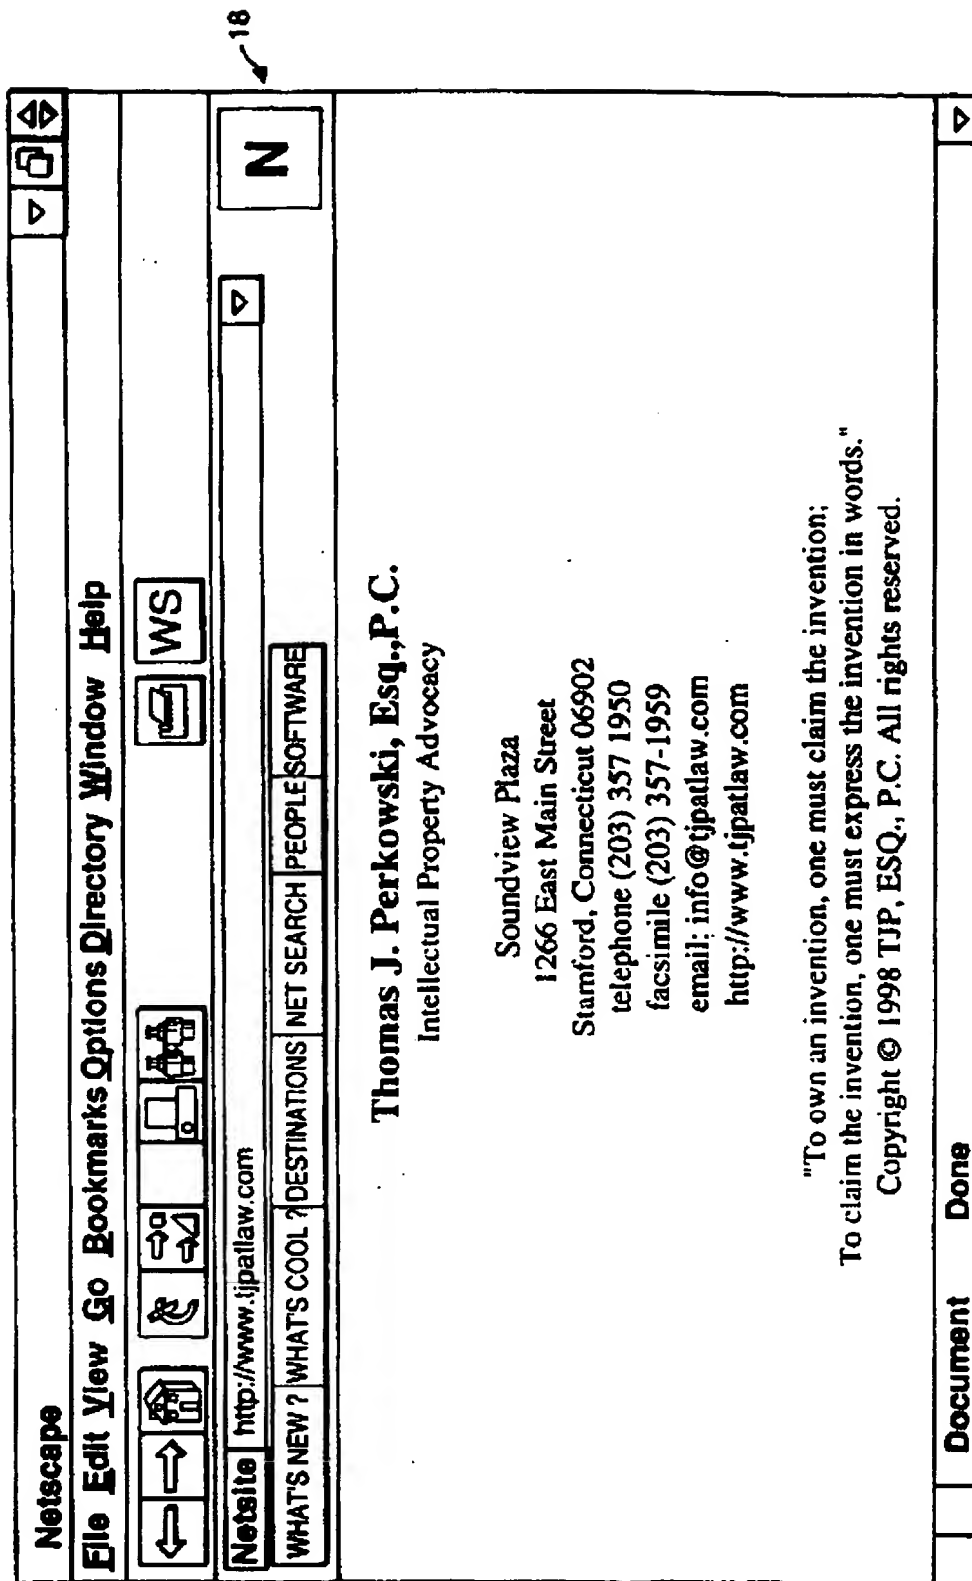 18
Netscape
File Edit View Go Bookmarks Options Directory Window Help
WS
Netsite http://www.tjpatlaw.com
N
WHAT'S NEW ? WHAT'S COOL ? DESTINATIONS NET SEARCH PEOPLE SOFTWARE
Thomas J. Perkowski, Esq.,P.C.
Intellectual Property Advocacy
Soundview Plaza
1266 East Main Street
Stamford, Connecticut 06902
telephone (203) 357 1950
facsimile (203) 357-1959
email: info@tjpatlaw.com
http://www.tjpatlaw.com
"To own an invention, one must claim the invention;
To claim the invention, one must express the invention in words."
Copyright © 1998 TJP, ESQ., P.C. All rights reserved.
Document Done